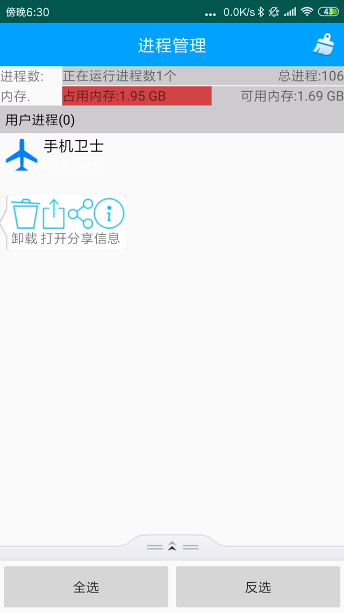 傍晚6:30 ... 0.0K/s 43
进程管理
进程数: 正在运行进程数1个 总进程:106
内存. 占用内存:1.95 GB 可用内存:1.69 GB
用户进程(0)
手机卫士
卸载 打开分享信息
全选 反选